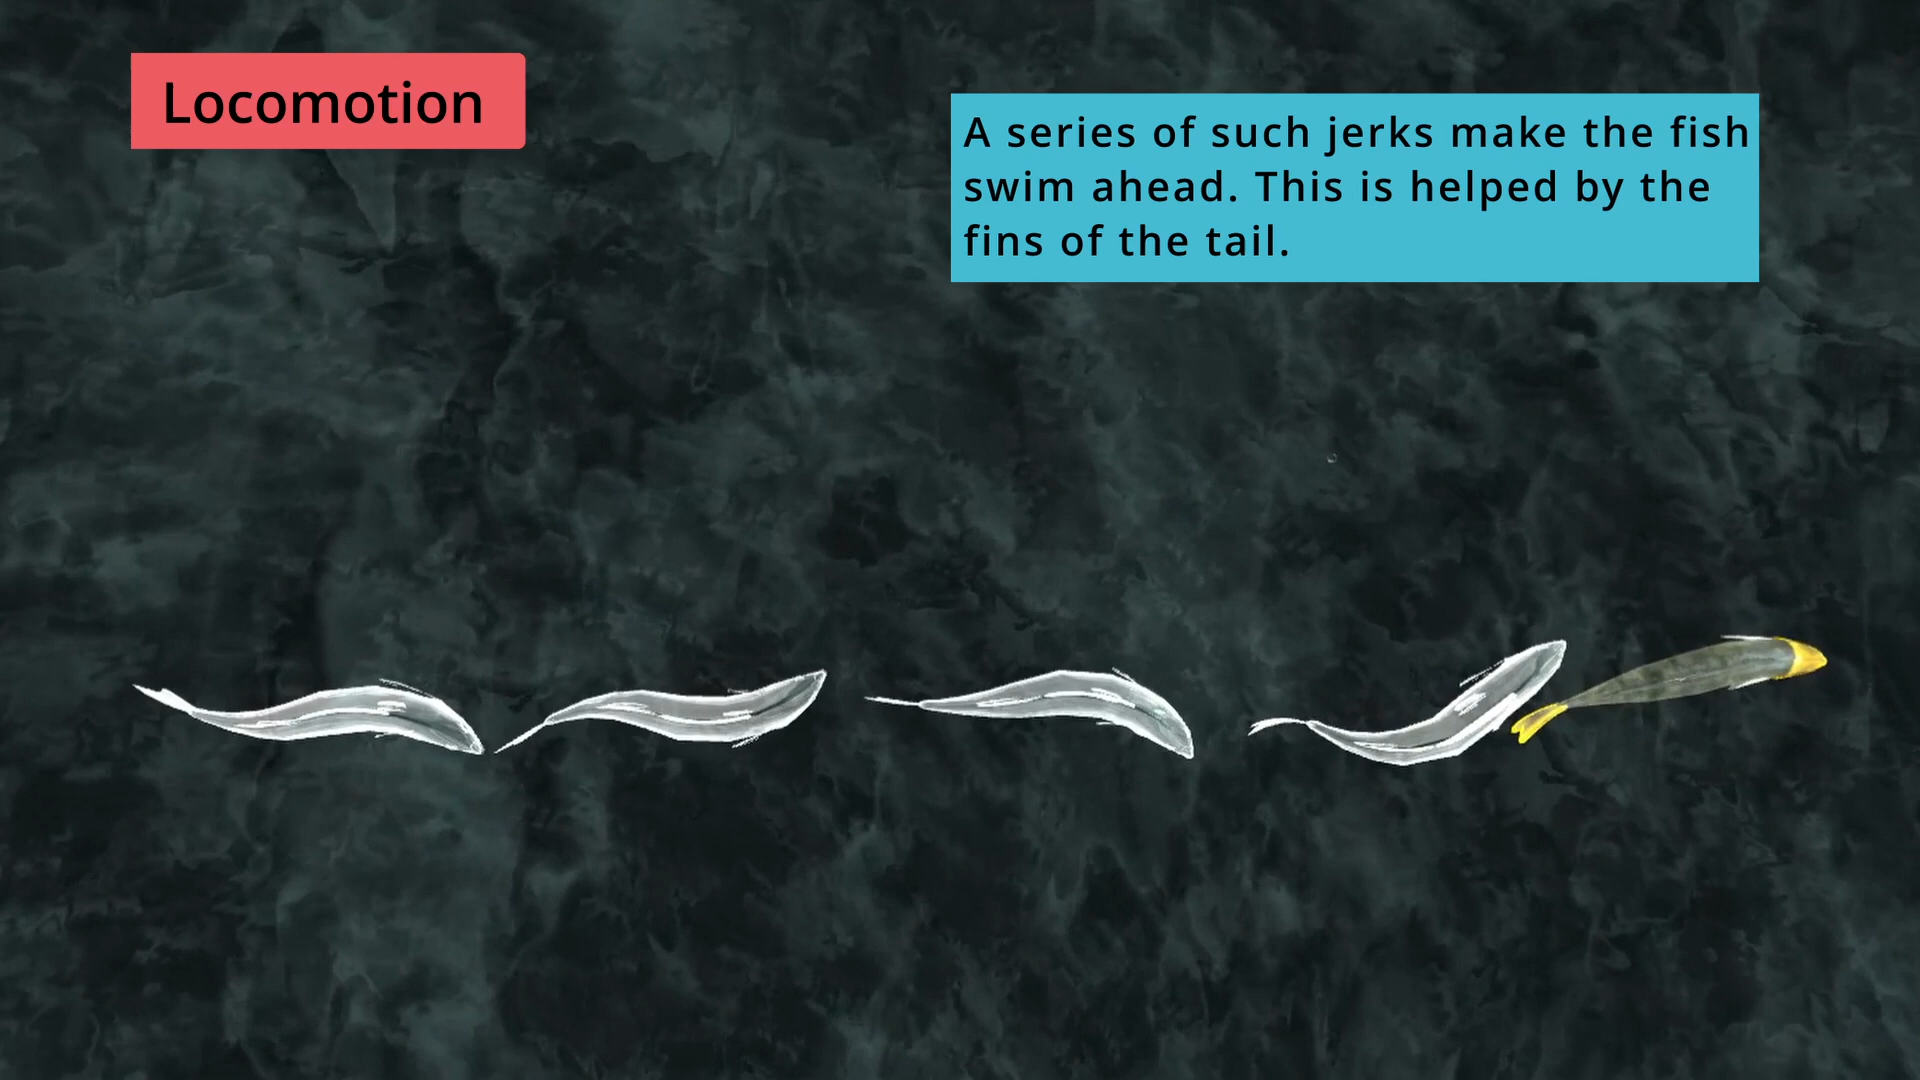 Locomotion
A series of such jerks make the fish
swim ahead. This is helped by the
fins of the tail.